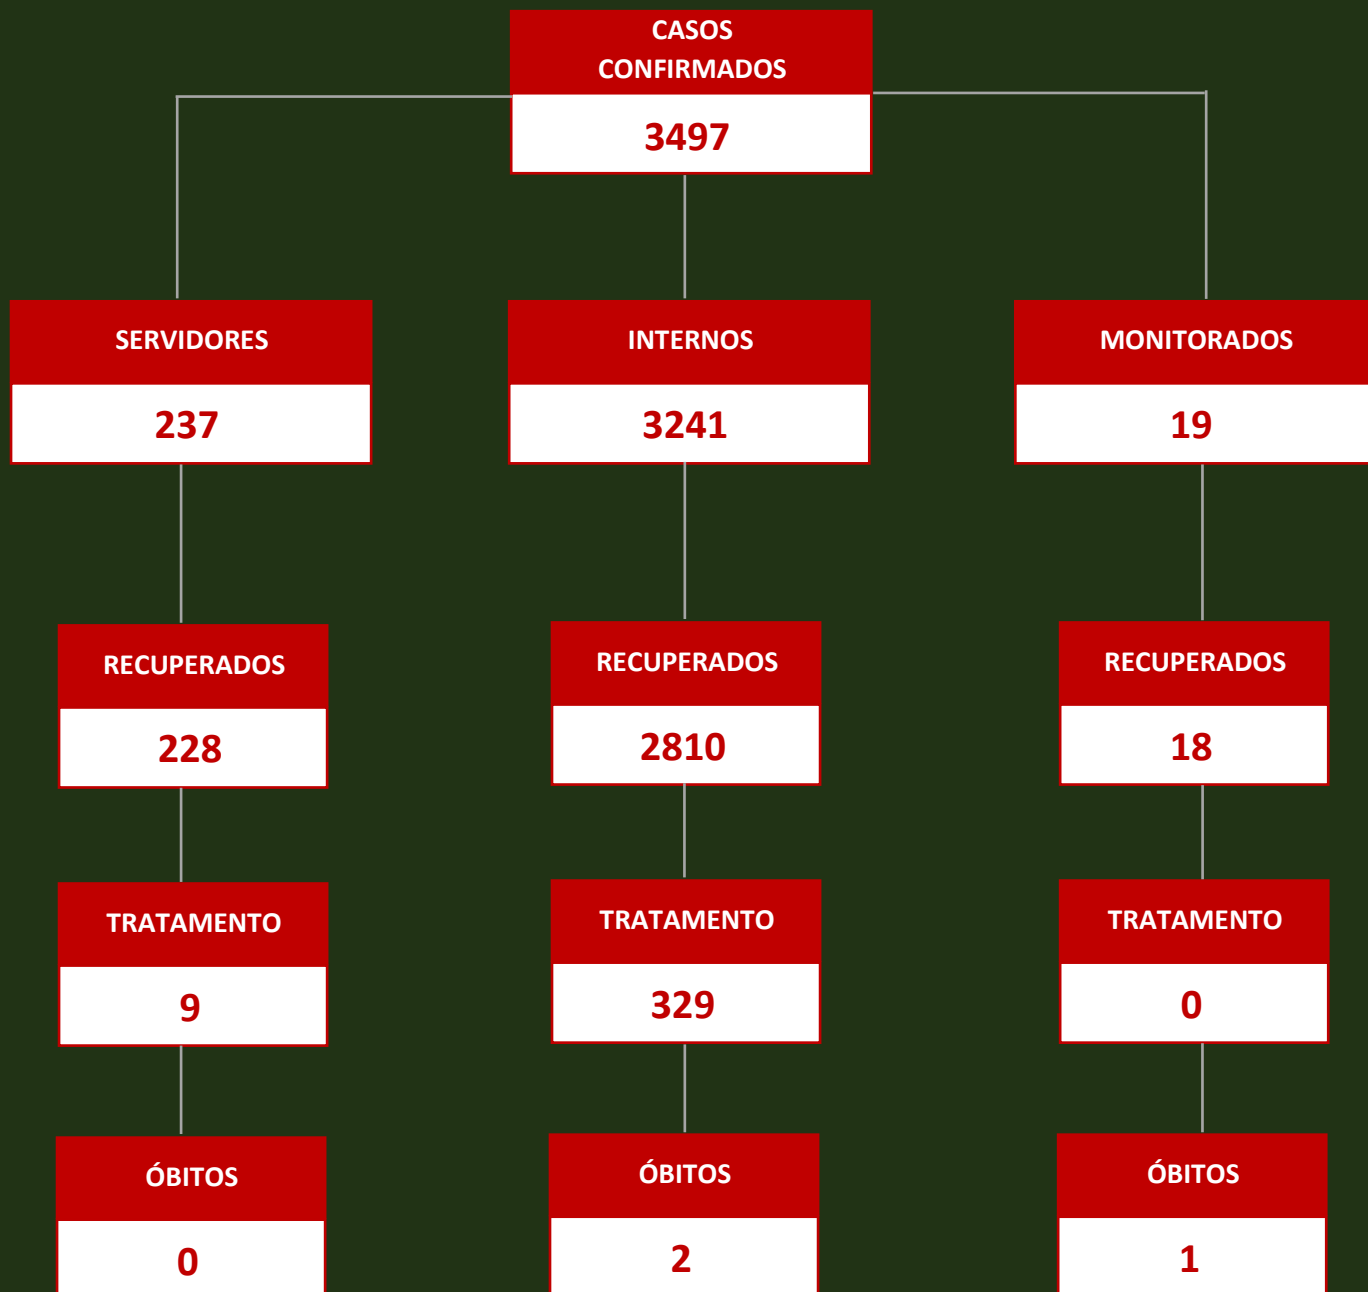 CASOS
CONFIRMADOS
3497
SERVIDORES
237
INTERNOS
3241
MONITORADOS
19
RECUPERADOS
228
RECUPERADOS
2810
RECUPERADOS
18
TRATAMENTO
9
TRATAMENTO
329
TRATAMENTO
0
ÓBITOS
0
ÓBITOS
2
ÓBITOS
1